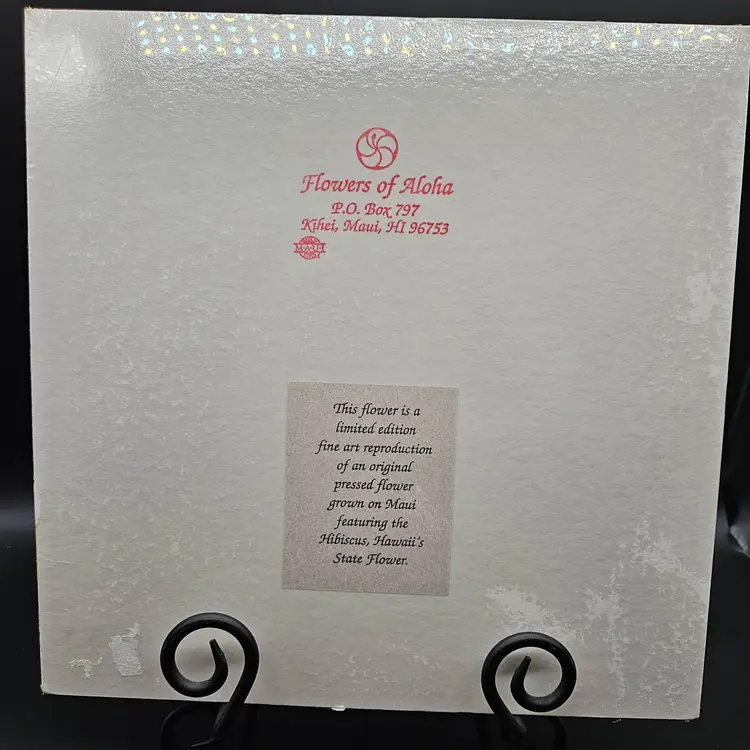 Flowers of Aloha
P.O. Box 797
Kihei, Maui, HI 96753
This flower is a
limited edition
fine art reproduction
of an original
pressed flower
grown on Maui
featuring the
Hibiscus, Hawaii's
State Flower.